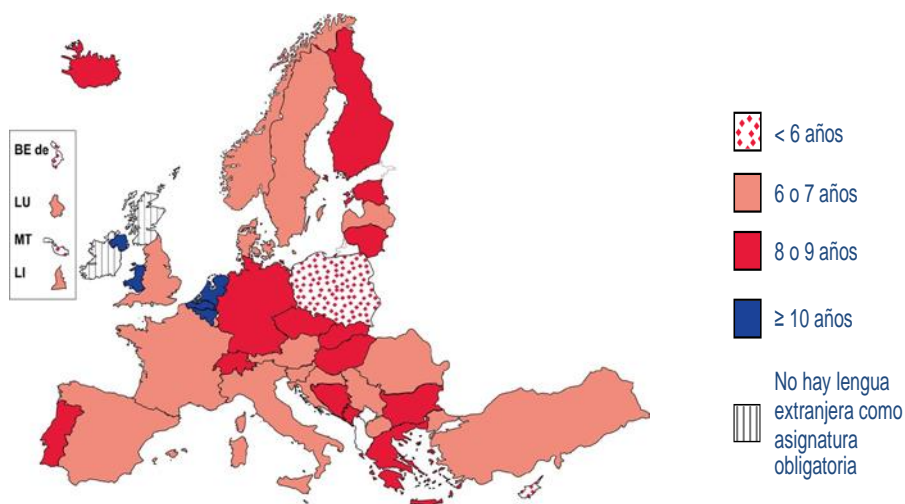 BE de
LU
MT
LI
< 6 años
6 o 7 años
8 o 9 años
≥ 10 años
No hay lengua
extranjera como
asignatura
obligatoria